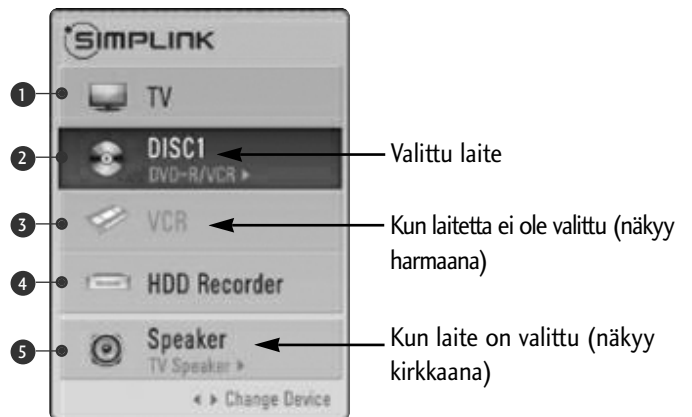 SIMPLINK
1 TV
2 DISC1
DVD-R/VCR ▸
Valittu laite
3 VCR
Kun laitetta ei ole valittu (näkyy
harmaana)
4 HDD Recorder
5 Speaker
TV Speaker ▸
Kun laite on valittu (näkyy
kirkkaana)
◂ ▸ Change Device